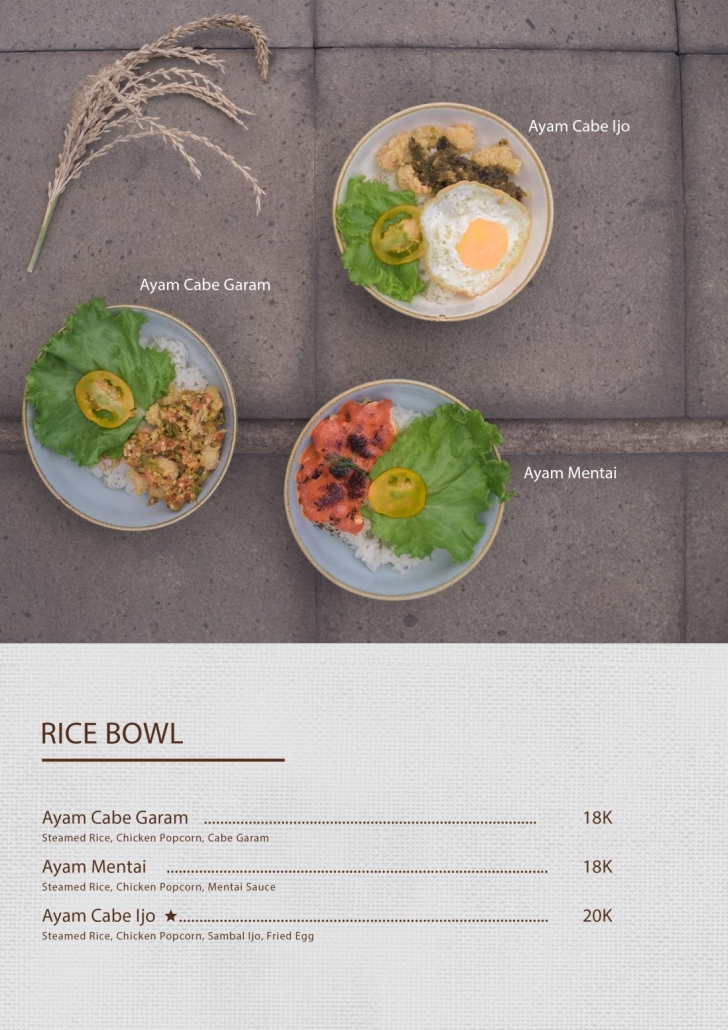 Ayam Cabe Ijo
Ayam Cabe Garam
Ayam Mentai
RICE BOWL
Ayam Cabe Garam ........ 18K
Steamed Rice, Chicken Popcorn, Cabe Garam
Ayam Mentai ........ 18K
Steamed Rice, Chicken Popcorn, Mentai Sauce
Ayam Cabe Ijo ★........ 20K
Steamed Rice, Chicken Popcorn, Sambal Ijo, Fried Egg